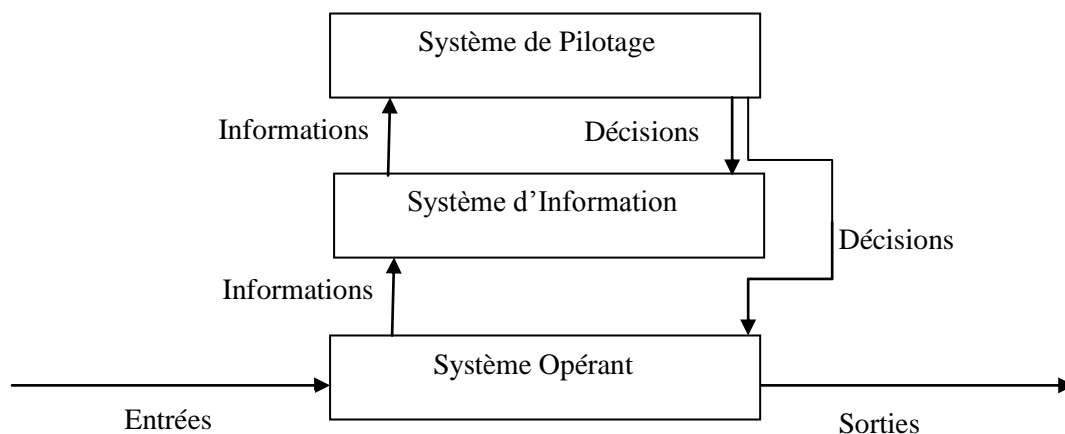 Système de Pilotage
Informations
Décisions
Système d’Information
Décisions
Informations
Système Opérant
Entrées
Sorties